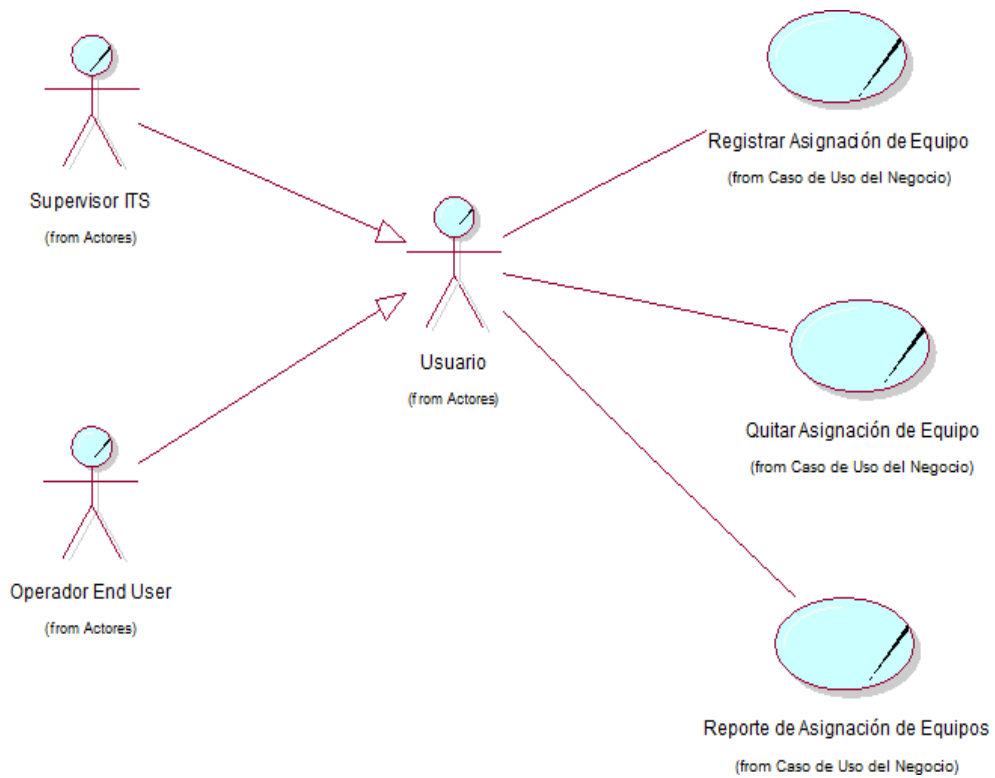 Supervisor ITS
(from Actores)
Registrar Asignación de Equipo
(from Caso de Uso del Negocio)
Usuario
(from Actores)
Quitar Asignación de Equipo
(from Caso de Uso del Negocio)
Operador End User
(from Actores)
Reporte de Asignación de Equipos
(from Caso de Uso del Negocio)